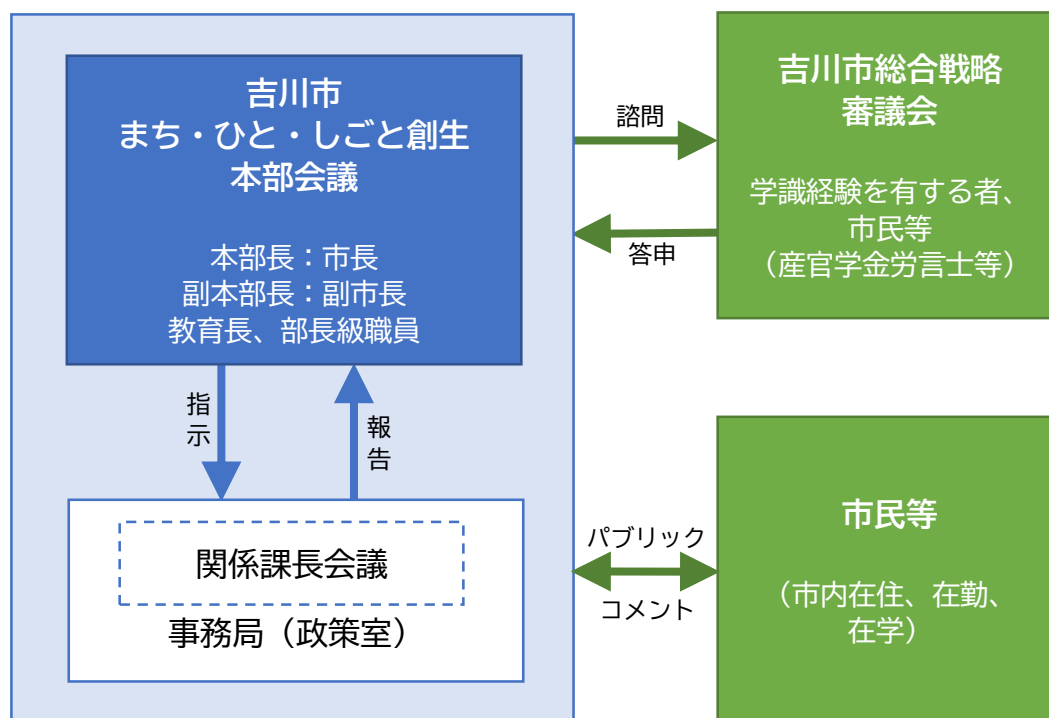 吉川市
まち・ひと・しごと創生
本部会議
本部長：市長
副本部長：副市長
教育長、部長級職員
指示
報告
関係課長会議
事務局（政策室）
諮問
答申
吉川市総合戦略
審議会
学識経験を有する者、
市民等
（産官学金労言士等）
パブリック
コメント
市民等
（市内在住、在勤、
在学）